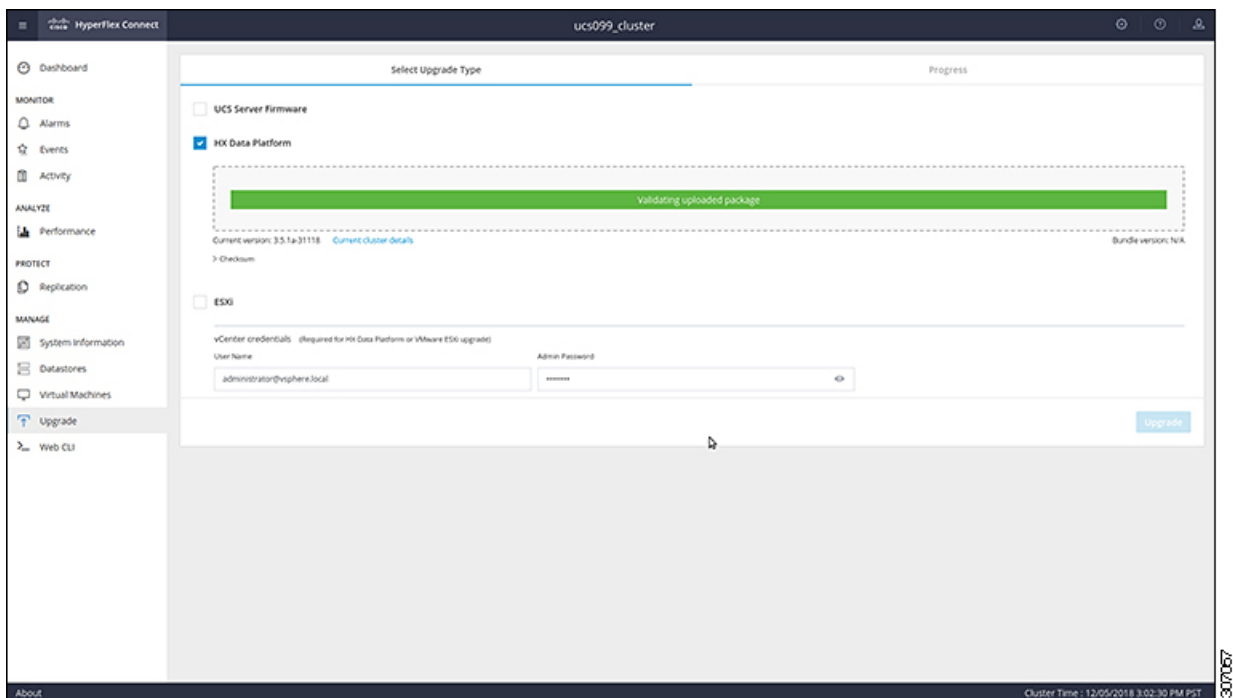 cisco HyperFlex Connect
ucs099_cluster
Dashboard
MONITOR
Alarms
Events
Activity
ANALYZE
Performance
PROTECT
Replication
MANAGE
System Information
Datastores
Virtual Machines
Upgrade
Web CLI
Select Upgrade Type
Progress
UCS Server Firmware
HX Data Platform
Validating uploaded package
Current version: 3.5.1a-31118 Current cluster details
Bundle version: N/A
Checksum
ESXi
vCenter credentials (Required for HX Data Platform or VMware ESXi upgrade)
User Name
Admin Password
administrator@vsphere.local
••••••••
Upgrade
About
Cluster Time : 12/05/2018 3:02:30 PM PST
307067